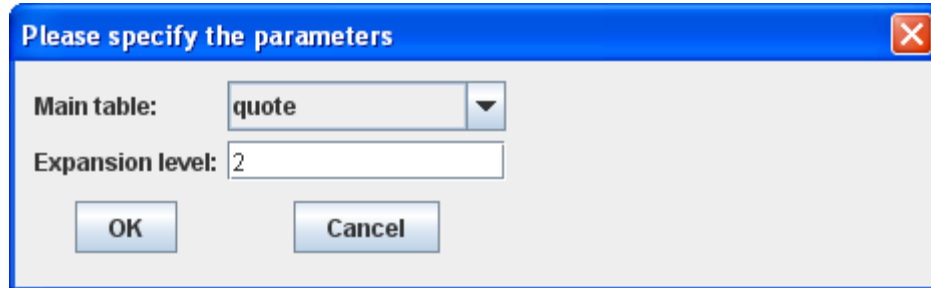 Please specify the parameters
Main table: quote
Expansion level: 2
OK Cancel